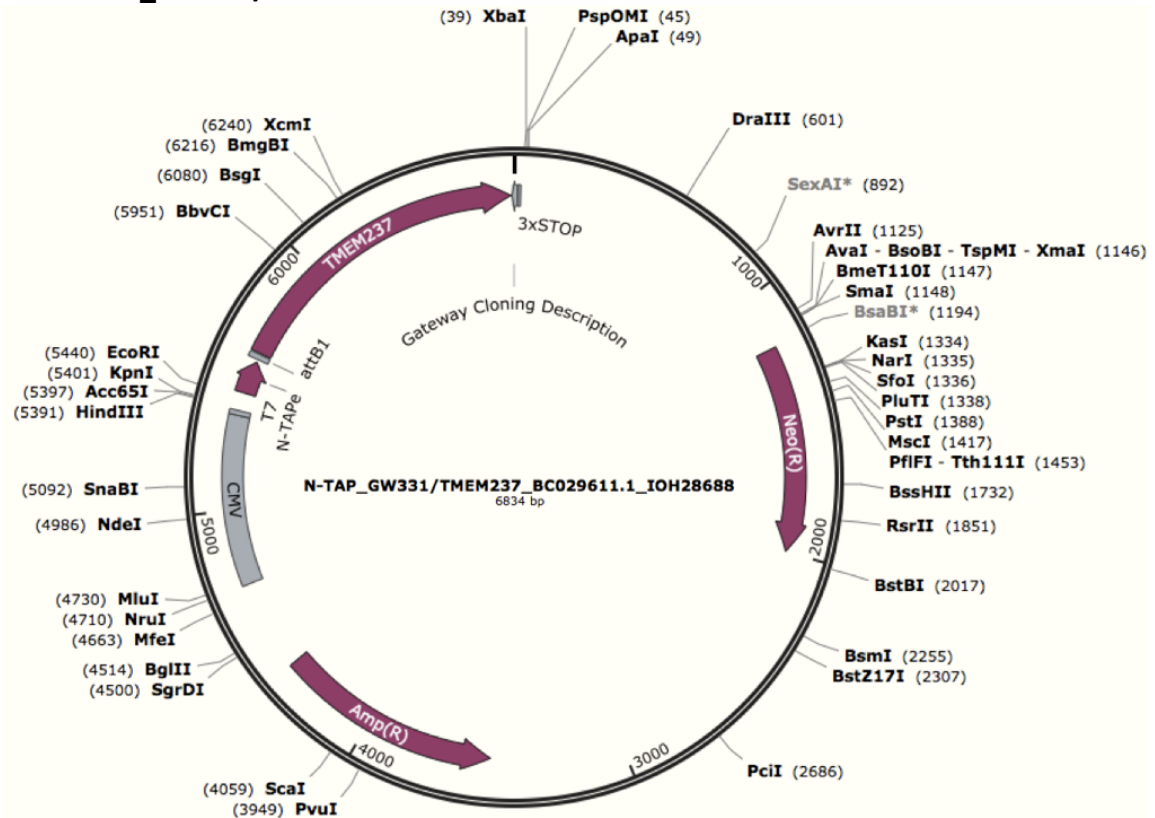 (39) XbaI
PspOMI (45)
ApaI (49)
DraIII (601)
SexAI* (892)
AvrII (1125)
AvaI - BsoBI - TspMI - XmaI (1146)
BmeT110I (1147)
SmaI (1148)
BsaBI* (1194)
KasI (1334)
NarI (1335)
SfoI (1336)
PluTI (1338)
PstI (1388)
MscI (1417)
PflFI - Tth111I (1453)
BssHII (1732)
RsrII (1851)
BstBI (2017)
BsmI (2255)
BstZ17I (2307)
PciI (2686)
(3949) PvuI
(4059) ScaI
(4500) SgrDI
(4514) BglII
(4663) MfeI
(4710) NruI
(4730) MluI
(4986) NdeI
(5092) SnaBI
(5391) HindIII
(5397) Acc65I
(5401) KpnI
(5440) EcoRI
(5951) BbvCI
(6080) BsgI
(6216) BmgBI
(6240) XcmI
1000
2000
3000
4000
5000
6000
TMEM237
3xSTOP
Gateway Cloning Description
attB1
T7
N-TAPe
CMV
Neo(R)
Amp(R)
N-TAP_GW331/TMEM237_BC029611.1_IOH28688
6834 bp